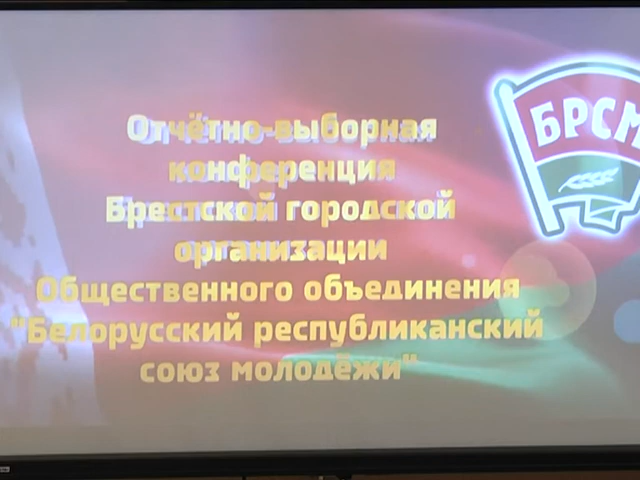 Отчётно-выборная
конференция
Брестской городской
организации
Общественного объединения
"Белорусский республиканский
союз молодёжи"
БРСМ